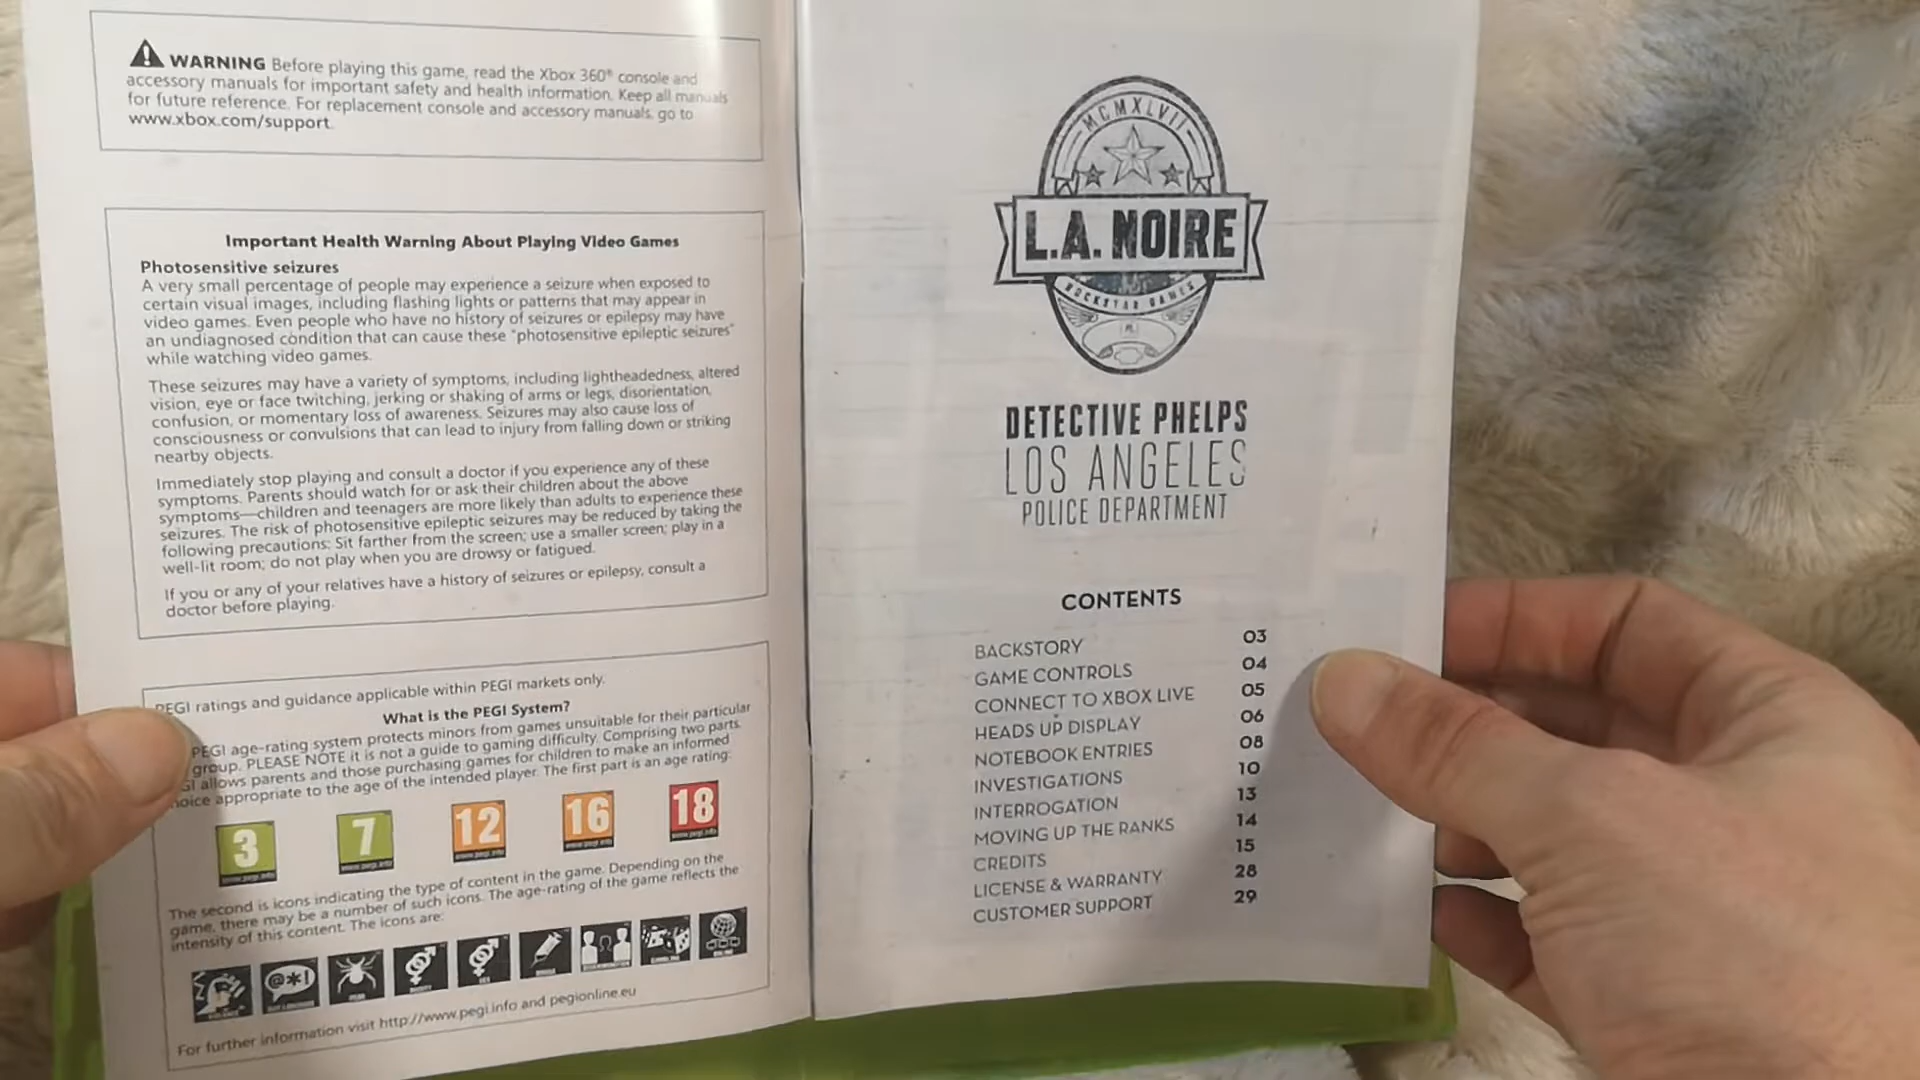 WARNING Before playing this game, read the Xbox 360® console and
accessory manuals for important safety and health information. Keep all manuals
for future reference. For replacement console and accessory manuals, go to
www.xbox.com/support.
Important Health Warning About Playing Video Games
Photosensitive seizures
A very small percentage of people may experience a seizure when exposed to
certain visual images, including flashing lights or patterns that may appear in
video games. Even people who have no history of seizures or epilepsy may have
an undiagnosed condition that can cause these "photosensitive epileptic seizures"
while watching video games.
These seizures may have a variety of symptoms, including lightheadedness, altered
vision, eye or face twitching, jerking or shaking of arms or legs, disorientation,
confusion, or momentary loss of awareness. Seizures may also cause loss of
consciousness or convulsions that can lead to injury from falling down or striking
nearby objects.
Immediately stop playing and consult a doctor if you experience any of these
symptoms. Parents should watch for or ask their children about the above
symptoms—children and teenagers are more likely than adults to experience these
seizures. The risk of photosensitive epileptic seizures may be reduced by taking the
following precautions: Sit farther from the screen; use a smaller screen; play in a
well-lit room; do not play when you are drowsy or fatigued.
If you or any of your relatives have a history of seizures or epilepsy, consult a
doctor before playing.
PEGI ratings and guidance applicable within PEGI markets only.
What is the PEGI System?
PEGI age-rating system protects minors from games unsuitable for their particular
group. PLEASE NOTE it is not a guide to gaming difficulty. Comprising two parts,
GI allows parents and those purchasing games for children to make an informed
hoice appropriate to the age of the intended player. The first part is an age rating:
3 7 12 16 18
www.pegi.info www.pegi.info www.pegi.info www.pegi.info www.pegi.info
The second is icons indicating the type of content in the game. Depending on the
game, there may be a number of such icons. The age-rating of the game reflects the
intensity of this content. The icons are:
@*!
For further information visit http://www.pegi.info and pegionline.eu
MCMXLVII
L.A. NOIRE
ROCKSTAR GAMES
DETECTIVE PHELPS
LOS ANGELES
POLICE DEPARTMENT
CONTENTS
BACKSTORY 03
GAME CONTROLS 04
CONNECT TO XBOX LIVE 05
HEADS UP DISPLAY 06
NOTEBOOK ENTRIES 08
INVESTIGATIONS 10
INTERROGATION 13
MOVING UP THE RANKS 14
CREDITS 15
LICENSE & WARRANTY 28
CUSTOMER SUPPORT 29